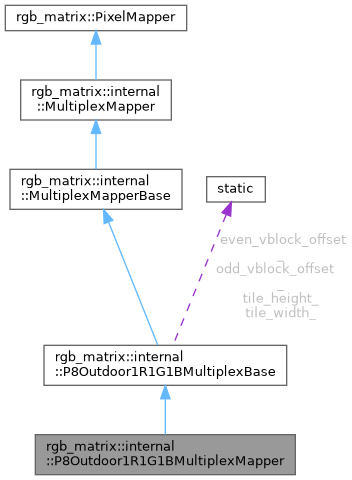 rgb_matrix::PixelMapper
rgb_matrix::internal
::MultiplexMapper
rgb_matrix::internal
::MultiplexMapperBase
static
even_vblock_offset
_
odd_vblock_offset
_
tile_height_
tile_width_
rgb_matrix::internal
::P8Outdoor1R1G1BMultiplexBase
rgb_matrix::internal
::P8Outdoor1R1G1BMultiplexMapper